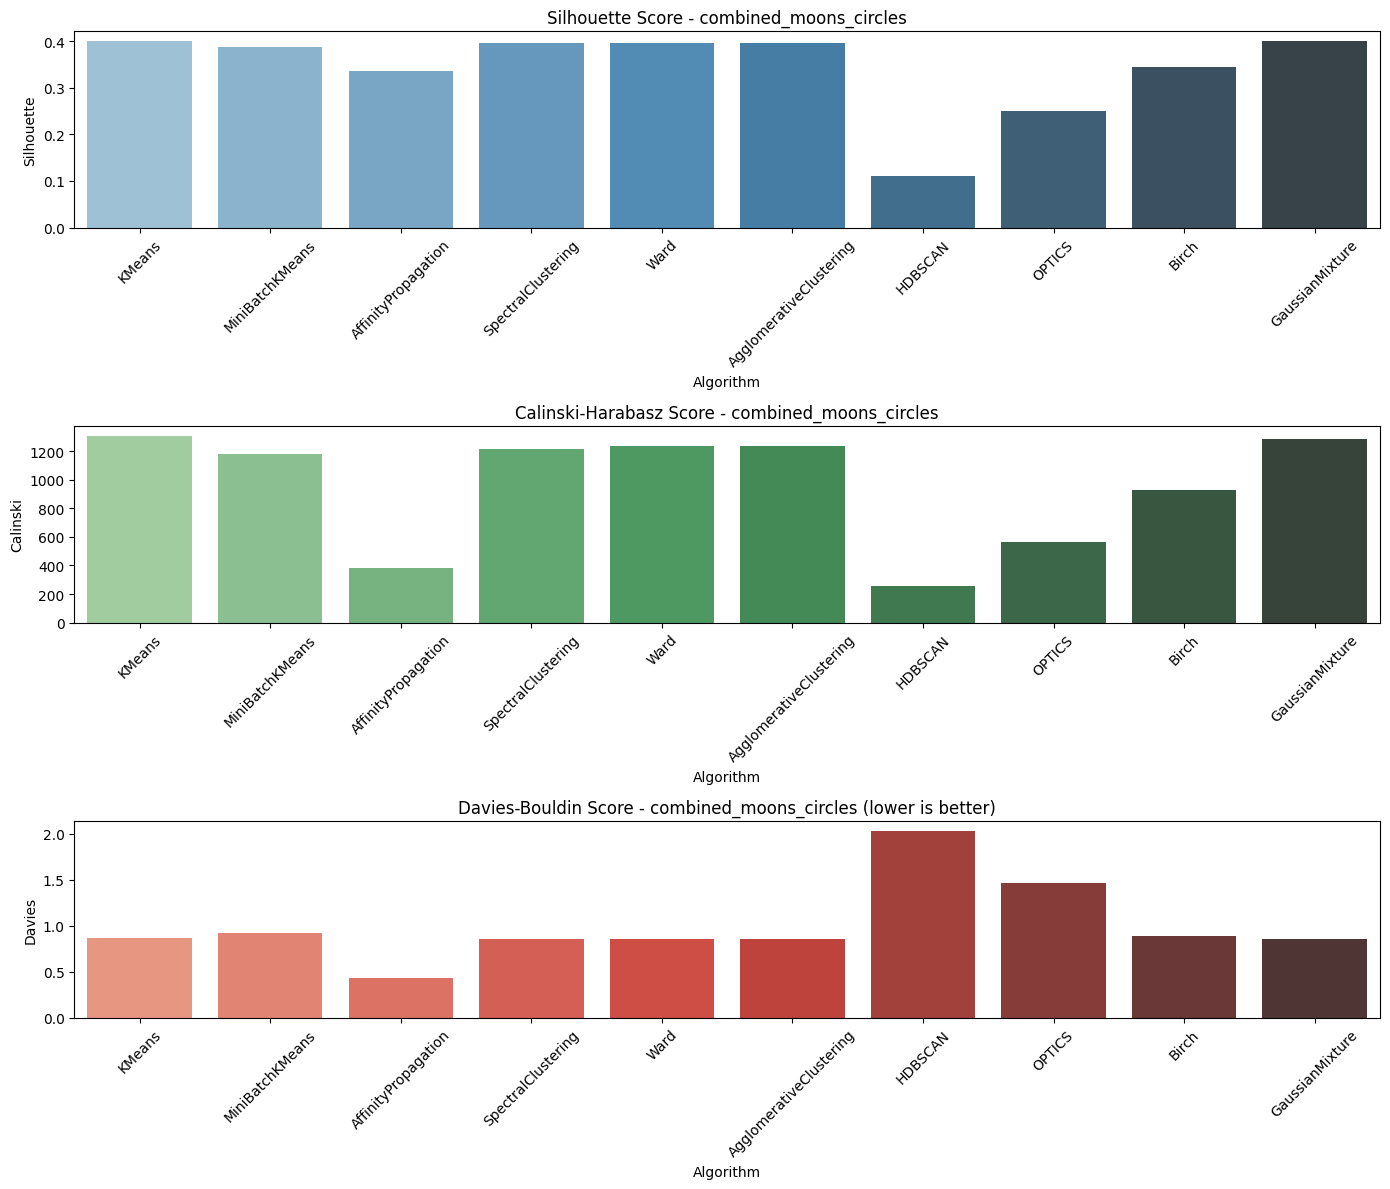 Silhouette Score - combined_moons_circles
Silhouette
0.4
0.3
0.2
0.1
0.0
KMeans
MiniBatchKMeans
AffinityPropagation
SpectralClustering
Ward
AgglomerativeClustering
HDBSCAN
OPTICS
Birch
GaussianMixture
Algorithm
Calinski-Harabasz Score - combined_moons_circles
Calinski
1200
1000
800
600
400
200
0
KMeans
MiniBatchKMeans
AffinityPropagation
SpectralClustering
Ward
AgglomerativeClustering
HDBSCAN
OPTICS
Birch
GaussianMixture
Algorithm
Davies-Bouldin Score - combined_moons_circles (lower is better)
Davies
2.0
1.5
1.0
0.5
0.0
KMeans
MiniBatchKMeans
AffinityPropagation
SpectralClustering
Ward
AgglomerativeClustering
HDBSCAN
OPTICS
Birch
GaussianMixture
Algorithm